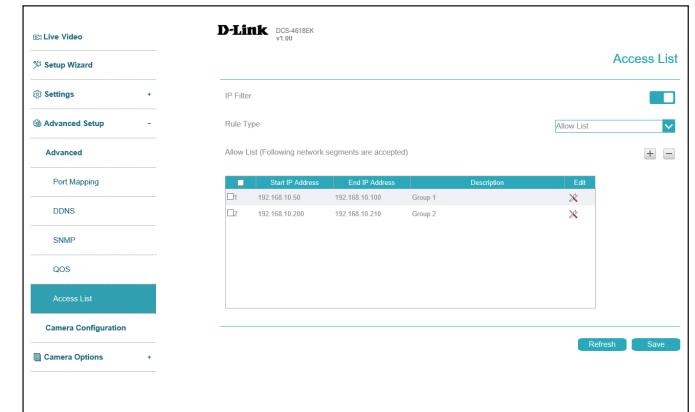 D-Link DCS-4618EK
v1.00
Live Video
Setup Wizard
Settings +
Advanced Setup -
Advanced
Port Mapping
DDNS
SNMP
QOS
Access List
Camera Configuration
Camera Options +
Access List
IP Filter
Rule Type Allow List
Allow List (Following network segments are accepted) + -
Start IP Address End IP Address Description Edit
1 192.168.10.50 192.168.10.100 Group 1
2 192.168.10.200 192.168.10.210 Group 2
Refresh Save